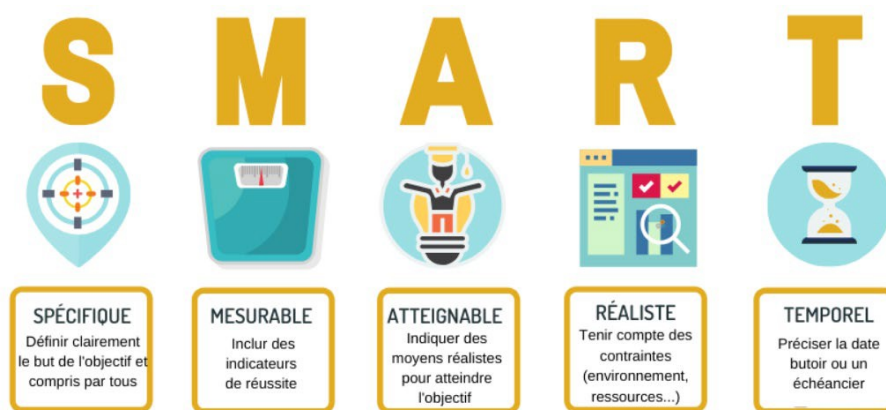 S M A R T
SPÉCIFIQUE
Définir clairement
le but de l'objectif et
compris par tous
MESURABLE
Inclur des
indicateurs
de réussite
ATTEIGNABLE
Indiquer des
moyens réalistes
pour atteindre
l'objectif
RÉALISTE
Tenir compte des
contraintes
(environnement,
ressources...)
TEMPOREL
Préciser la date
butoir ou un
échéancier